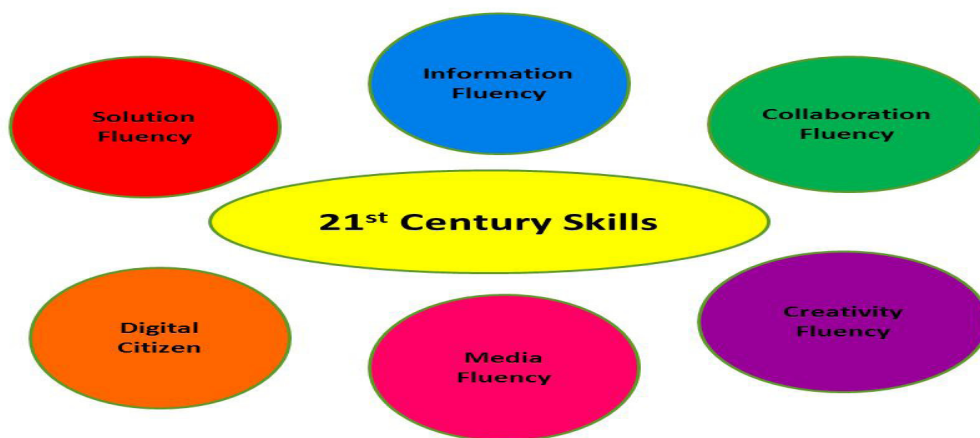 Information
Fluency
Solution
Fluency
Collaboration
Fluency
21st Century Skills
Digital
Citizen
Media
Fluency
Creativity
Fluency